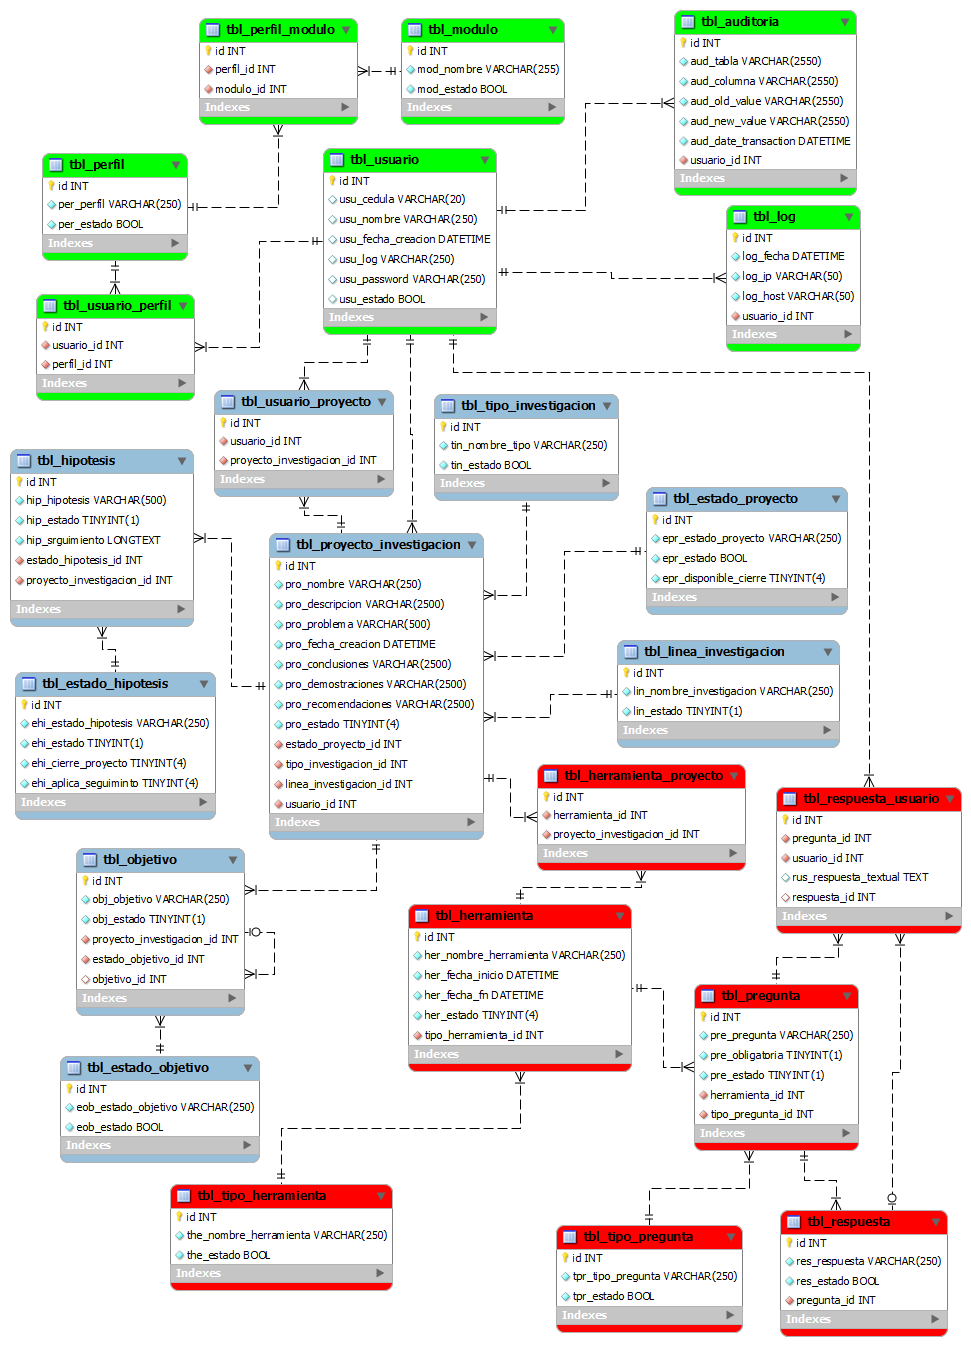 tbl_perfil_modulo
id INT
perfil_id INT
modulo_id INT
Indexes
tbl_modulo
id INT
mod_nombre VARCHAR(255)
mod_estado BOOL
Indexes
tbl_auditoria
id INT
aud_tabla VARCHAR(2550)
aud_columna VARCHAR(2550)
aud_old_value VARCHAR(2550)
aud_new_value VARCHAR(2550)
aud_date_transaction DATETIME
usuario_id INT
Indexes
tbl_perfil
id INT
per_perfil VARCHAR(250)
per_estado BOOL
Indexes
tbl_usuario
id INT
usu_cedula VARCHAR(20)
usu_nombre VARCHAR(250)
usu_fecha_creacion DATETIME
usu_log VARCHAR(250)
usu_password VARCHAR(250)
usu_estado BOOL
Indexes
tbl_log
id INT
log_fecha DATETIME
log_ip VARCHAR(50)
log_host VARCHAR(50)
usuario_id INT
Indexes
tbl_usuario_perfil
id INT
usuario_id INT
perfil_id INT
Indexes
tbl_usuario_proyecto
id INT
usuario_id INT
proyecto_investigacion_id INT
Indexes
tbl_tipo_investigacion
id INT
tin_nombre_tipo VARCHAR(250)
tin_estado BOOL
Indexes
tbl_hipotesis
id INT
hip_hipotesis VARCHAR(500)
hip_estado TINYINT(1)
hip_srguimiento LONGTEXT
estado_hipotesis_id INT
proyecto_investigacion_id INT
Indexes
tbl_estado_proyecto
id INT
epr_estado_proyecto VARCHAR(250)
epr_estado BOOL
epr_disponible_cierre TINYINT(4)
Indexes
tbl_proyecto_investigacion
id INT
pro_nombre VARCHAR(250)
pro_descripcion VARCHAR(2500)
pro_problema VARCHAR(500)
pro_fecha_creacion DATETIME
pro_conclusiones VARCHAR(2500)
pro_demostraciones VARCHAR(2500)
pro_recomendaciones VARCHAR(2500)
pro_estado TINYINT(4)
estado_proyecto_id INT
tipo_investigacion_id INT
linea_investigacion_id INT
usuario_id INT
Indexes
tbl_linea_investigacion
id INT
lin_nombre_investigacion VARCHAR(250)
lin_estado TINYINT(1)
Indexes
tbl_estado_hipotesis
id INT
ehi_estado_hipotesis VARCHAR(250)
ehi_estado TINYINT(1)
ehi_cierre_proyecto TINYINT(4)
ehi_aplica_seguiminto TINYINT(4)
Indexes
tbl_herramienta_proyecto
id INT
herramienta_id INT
proyecto_investigacion_id INT
Indexes
tbl_respuesta_usuario
id INT
pregunta_id INT
usuario_id INT
rus_respuesta_textual TEXT
respuesta_id INT
Indexes
tbl_objetivo
id INT
obj_objetivo VARCHAR(250)
obj_estado TINYINT(1)
proyecto_investigacion_id INT
estado_objetivo_id INT
objetivo_id INT
Indexes
tbl_herramienta
id INT
her_nombre_herramienta VARCHAR(250)
her_fecha_inicio DATETIME
her_fecha_fn DATETIME
her_estado TINYINT(4)
tipo_herramienta_id INT
Indexes
tbl_pregunta
id INT
pre_pregunta VARCHAR(250)
pre_obligatoria TINYINT(1)
pre_estado TINYINT(1)
herramienta_id INT
tipo_pregunta_id INT
Indexes
tbl_estado_objetivo
id INT
eob_estado_objetivo VARCHAR(250)
eob_estado BOOL
Indexes
tbl_tipo_herramienta
id INT
the_nombre_herramienta VARCHAR(250)
the_estado BOOL
Indexes
tbl_tipo_pregunta
id INT
tpr_tipo_pregunta VARCHAR(250)
tpr_estado BOOL
Indexes
tbl_respuesta
id INT
res_respuesta VARCHAR(250)
res_estado BOOL
pregunta_id INT
Indexes